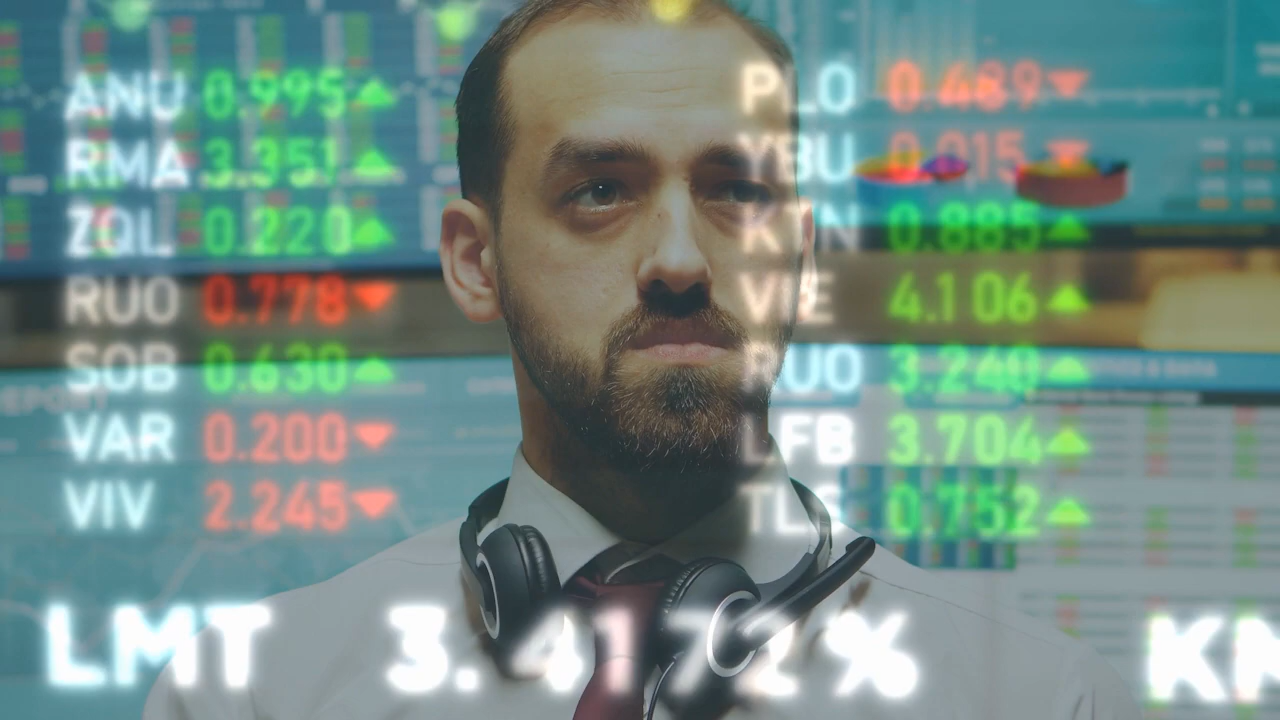 ANU 0.995
RMA 3.351
ZQL 0.220
RUO 0.778
SOB 0.630
VAR 0.200
VIV 2.245
PLO 0.489
YBU 0.015
0.885
4.106
RUO 3.240
LFB 3.704
0.752
LMT 3.4172%